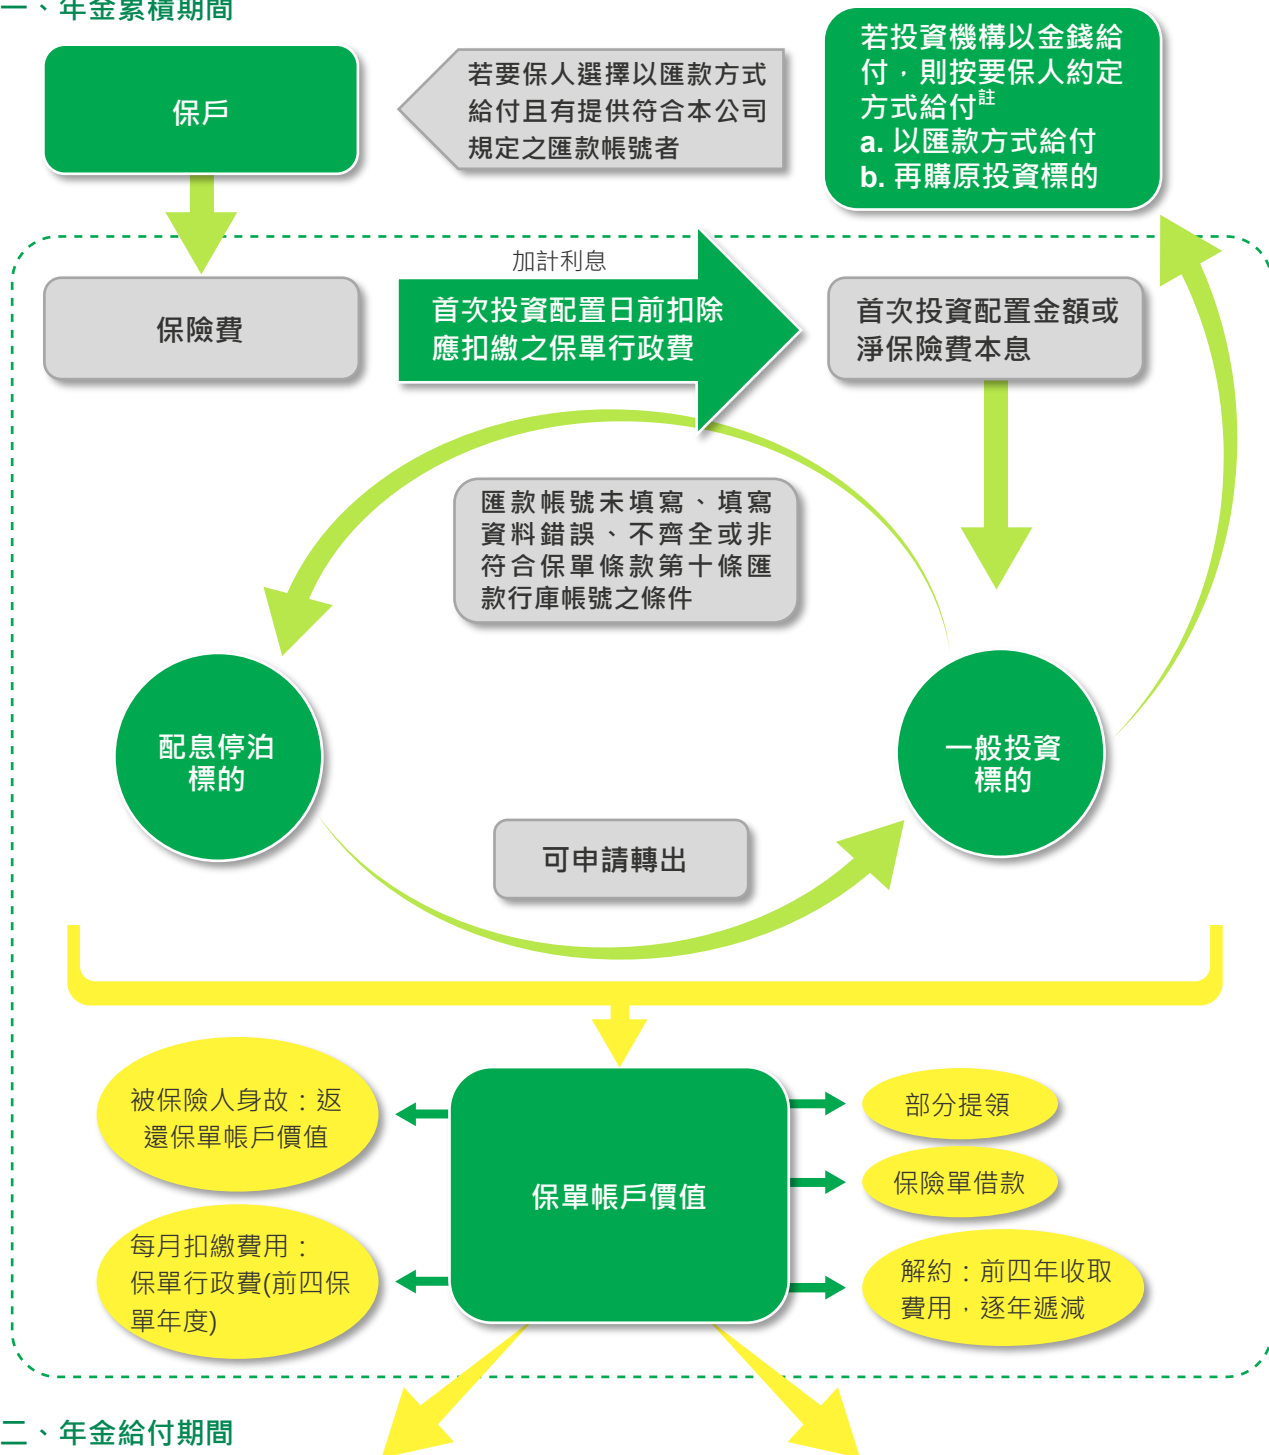 一、年金累積期間
保戶
若要保人選擇以匯款方式
給付且有提供符合本公司
規定之匯款帳號者
若投資機構以金錢給
付，則按要保人約定
方式給付註
a. 以匯款方式給付
b. 再購原投資標的
保險費
加計利息
首次投資配置日前扣除
應扣繳之保單行政費
首次投資配置金額或
淨保險費本息
匯款帳號未填寫、填寫
資料錯誤、不齊全或非
符合保單條款第十條匯
款行庫帳號之條件
配息停泊
標的
一般投資
標的
可申請轉出
被保險人身故：返
還保單帳戶價值
每月扣繳費用：
保單行政費(前四保
單年度)
保單帳戶價值
部分提領
保險單借款
解約：前四年收取
費用，逐年遞減
二、年金給付期間